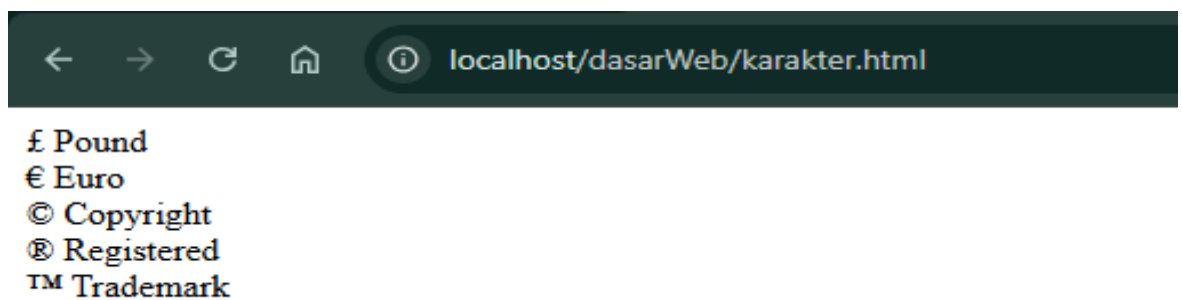 localhost/dasarWeb/karakter.html
£ Pound
€ Euro
© Copyright
® Registered
™ Trademark